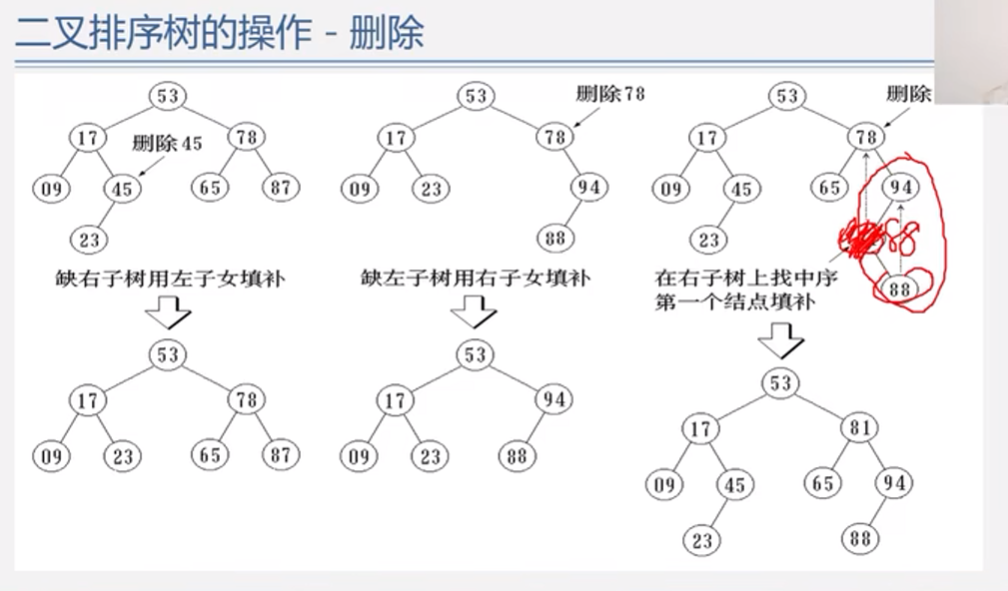 二叉排序树的操作 - 删除
53 53 删除78 53 删除
17 删除45 78 17 78 17 78
09 45 65 87 09 23 94 09 45 65 94
23 88 23 88
88
缺右子树用左子女填补 缺左子树用右子女填补 在右子树上找中序
第一个结点填补
53 53 53
17 78 17 94 17 81
09 23 65 87 09 23 88 09 45 65 94
23 88